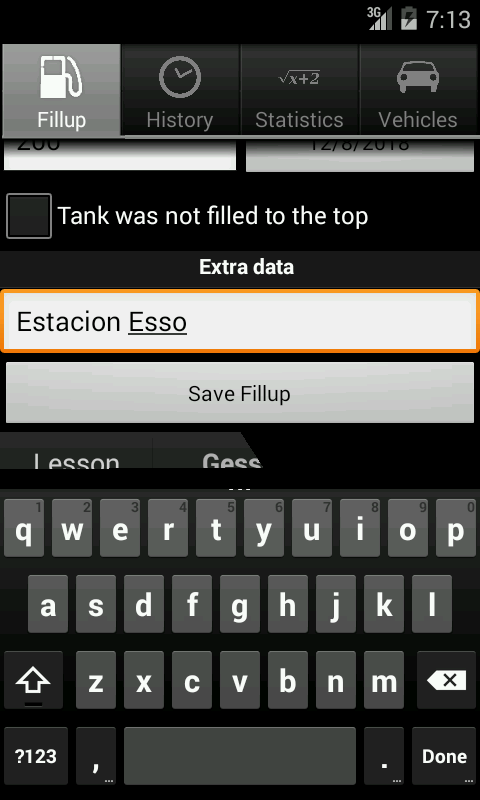 3G 7:13
√x+2
Fillup History Statistics Vehicles
200 12/8/2018
Tank was not filled to the top
Extra data
Estacion Esso
Save Fillup
Lesson Gess
...
1 2 3 4 5 6 7 8 9 0
q w e r t y u i o p
a s d f g h j k l
z x c v b n m
?123 , . Done